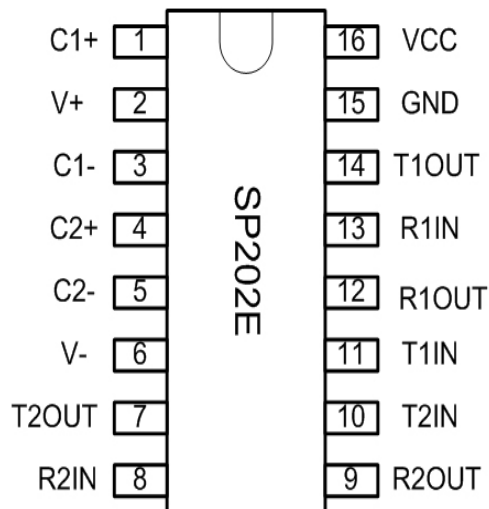 C1+ 1 16 VCC
V+ 2 15 GND
C1- 3 14 T1OUT
C2+ 4 13 R1IN
C2- 5 12 R1OUT
V- 6 11 T1IN
T2OUT 7 10 T2IN
R2IN 8 9 R2OUT
SP202E